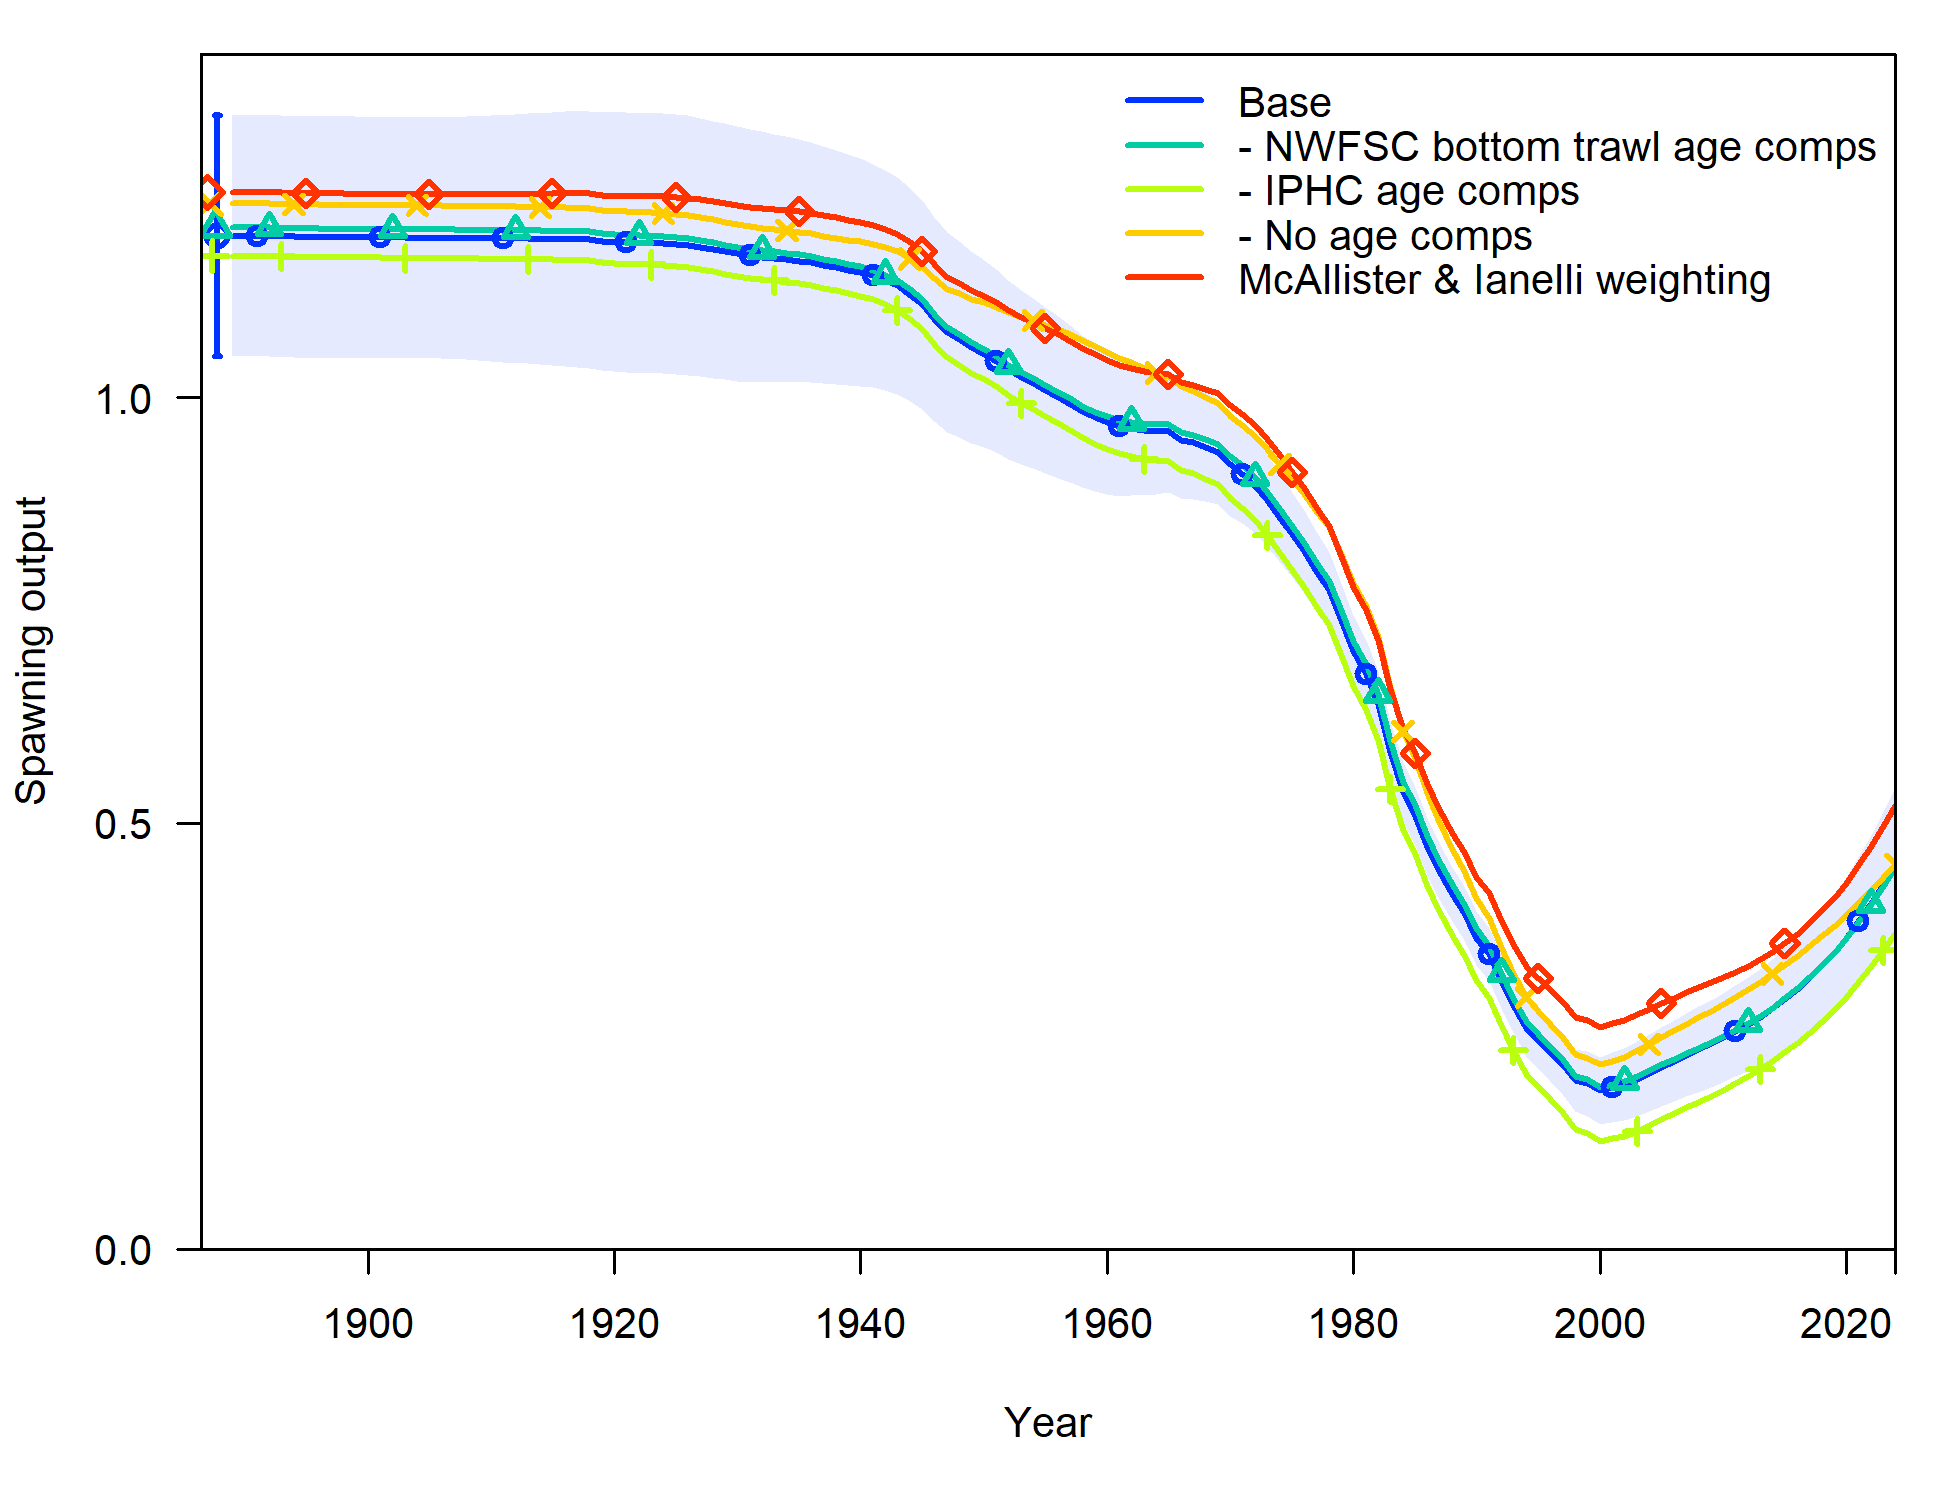 Base
- NWFSC bottom trawl age comps
- IPHC age comps
- No age comps
McAllister & Ianelli weighting
Spawning output
1.0
0.5
0.0
1900 1920 1940 1960 1980 2000 2020
Year